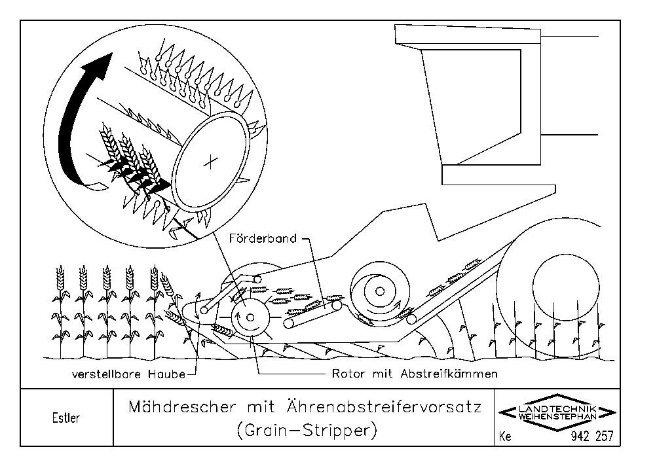 Förderband
verstellbare Haube
Rotor mit Abstreifkämmen
Estler
Mähdrescher mit Ährenabstreifervorsatz
(Grain-Stripper)
LANDTECHNIK
WEIHENSTEPHAN
Ke 942 257